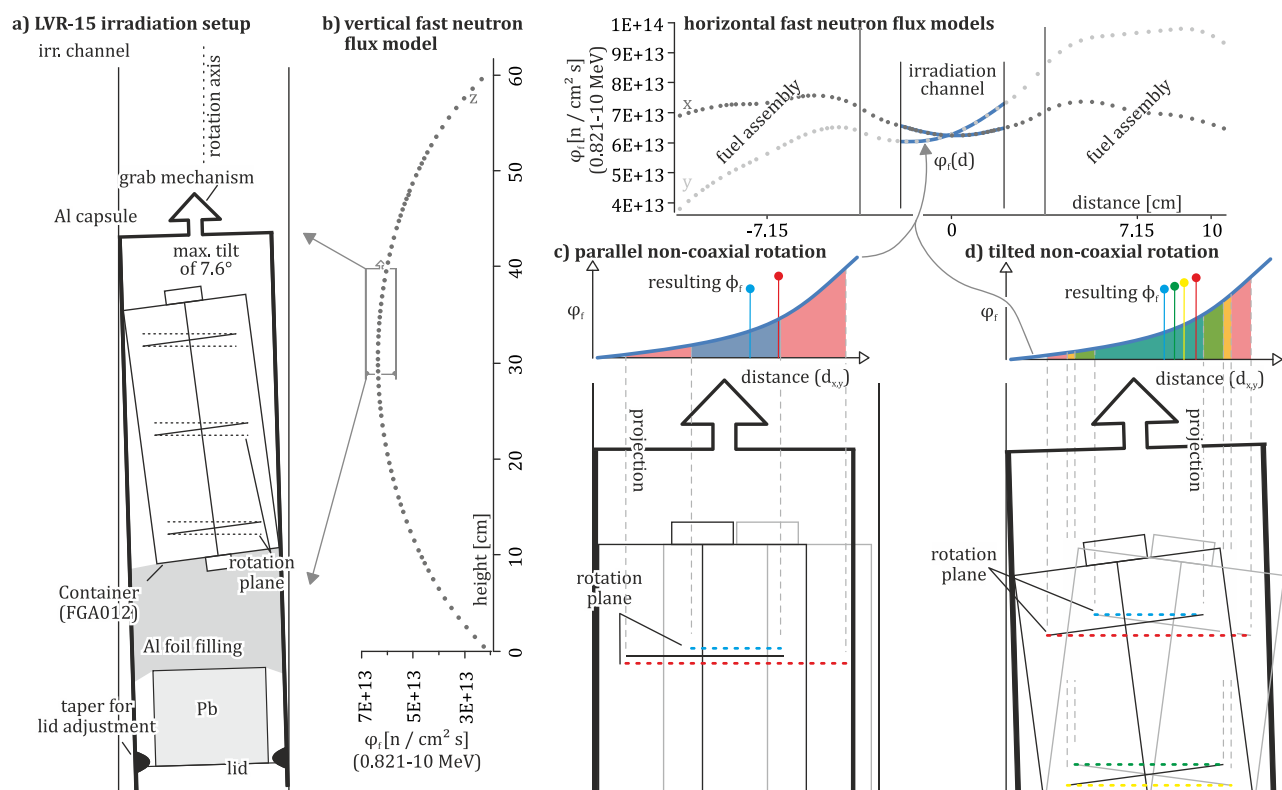 a) LVR-15 irradiation setup
irr. channel
rotation axis
grab mechanism
Al capsule
max. tilt
of 7.6°
rotation
plane
Container
(FGA012)
Al foil filling
Pb
taper for
lid adjustment
lid
b) vertical fast neutron
flux model
z
60
50
40
30
20
10
0
height [cm]
7E+13
5E+13
3E+13
φf[n / cm² s]
(0.821-10 MeV)
horizontal fast neutron flux models
1E+14
9E+13
8E+13
7E+13
6E+13
5E+13
4E+13
φf[n / cm² s]
(0.821-10 MeV)
x
y
fuel assembly
irradiation
channel
φf(d)
fuel assembly
distance [cm]
-7.15
0
7.15
10
c) parallel non-coaxial rotation
φf
resulting ϕf
distance (dx,y)
projection
rotation
plane
d) tilted non-coaxial rotation
φf
resulting ϕf
distance (dx,y)
projection
rotation
plane